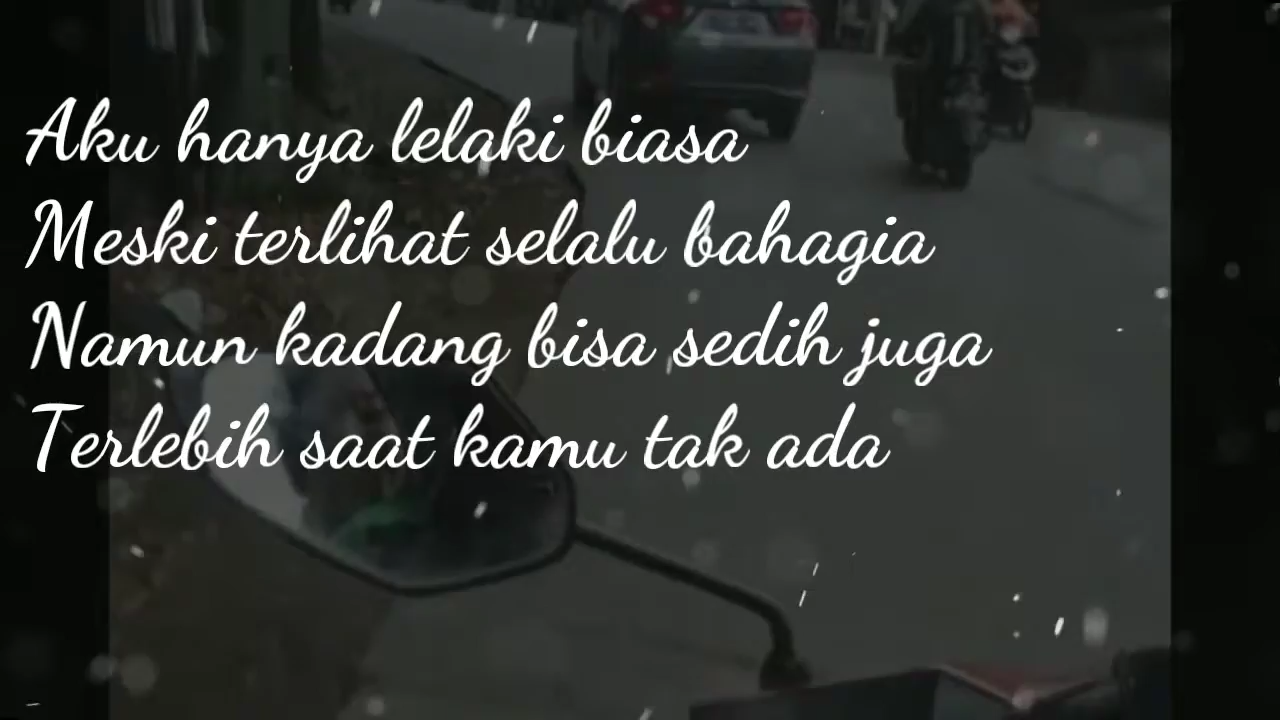 Aku hanya lelaki biasa
Meski terlihat selalu bahagia
Namun kadang bisa sedih juga
Terlebih saat kamu tak ada